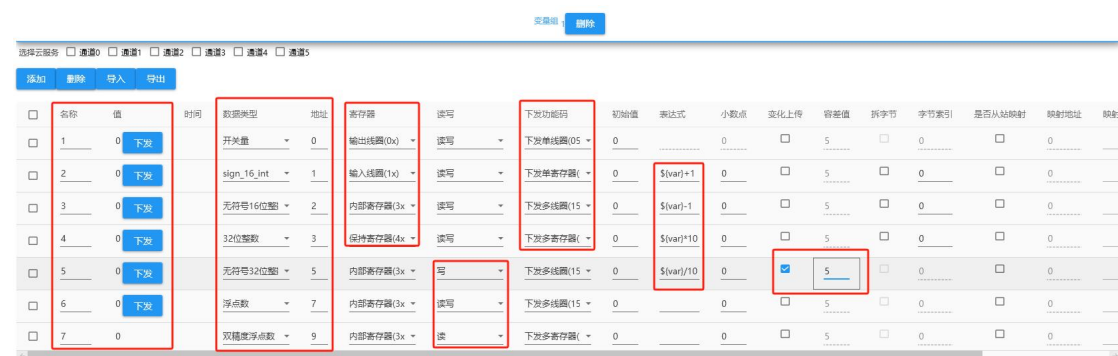 变量组 1 删除
选择云服务 通道0 通道1 通道2 通道3 通道4 通道5
添加 删除 导入 导出
名称 值 时间 数据类型 地址 寄存器 读写 下发功能码 初始值 表达式 小数点 变化上传 容差值 拆字节 字节索引 是否从站映射 映射地址
1 0 下发 开关量 0 输出线圈(0x) 读写 下发单线圈(05 0 0 5 0 0
2 0 下发 sign_16_int 1 输入线圈(1x) 读写 下发单寄存器( 0 ${var}+1 0 5 0 0
3 0 下发 无符号16位整 2 内部寄存器(3x 读写 下发多线圈(15 0 ${var}-1 0 5 0 0
4 0 下发 32位整数 3 保持寄存器(4x 读写 下发多寄存器( 0 ${var}*10 0 5 0 0
5 0 下发 无符号32位整 5 内部寄存器(3x 写 下发多线圈(15 0 ${var}/10 0 5 0 0
6 0 下发 浮点数 7 内部寄存器(3x 读写 下发多线圈(15 0 0 5 0 0
7 0 双精度浮点数 9 内部寄存器(3x 读 下发多寄存器( 0 0 5 0 0